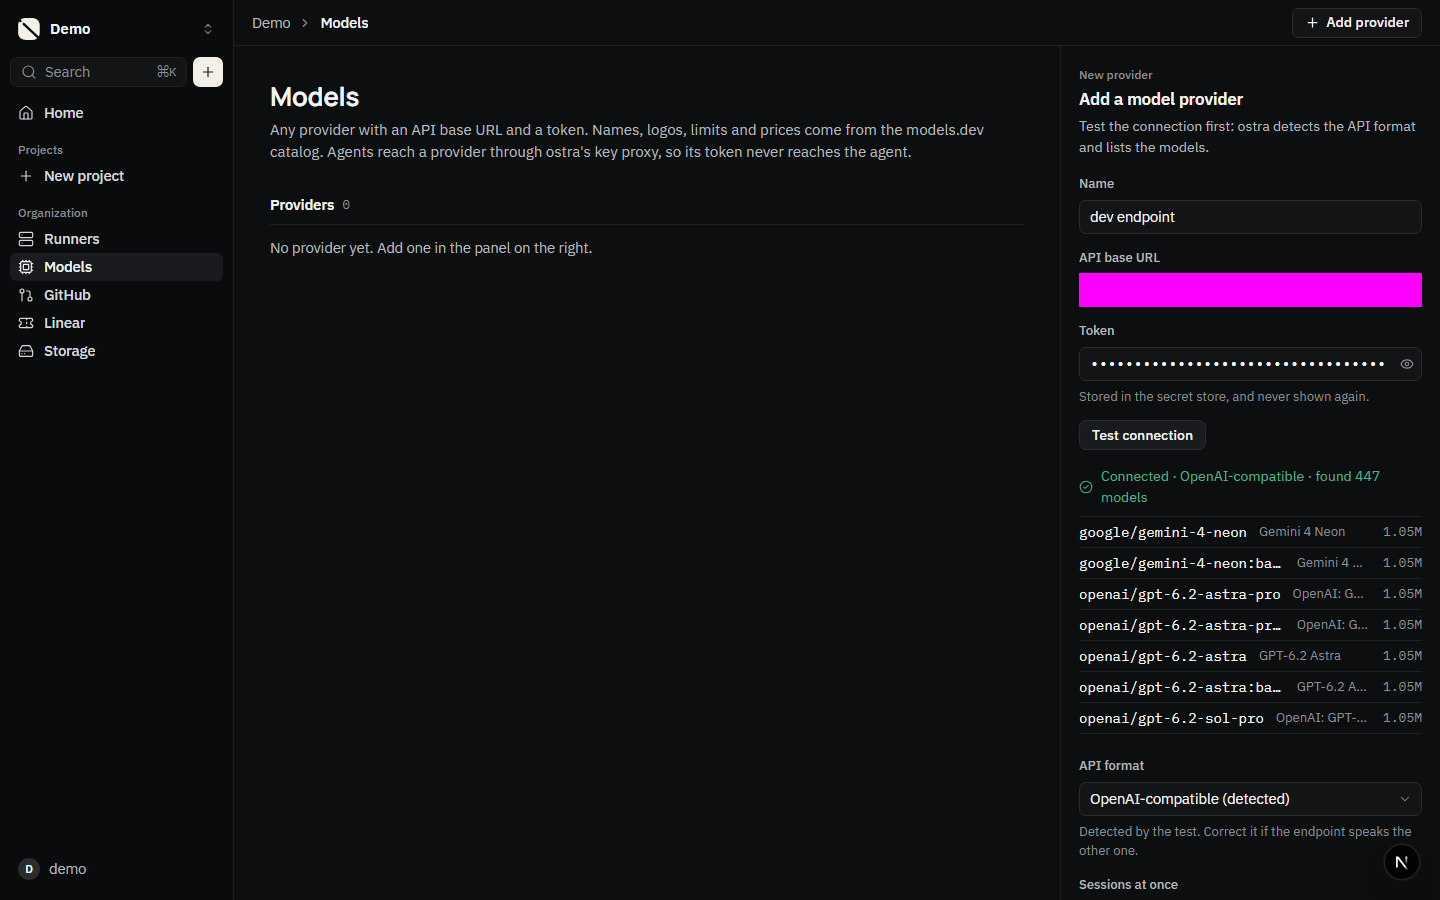 Demo
Search ⌘K
Home
Projects
New project
Organization
Runners
Models
GitHub
Linear
Storage
D demo
Demo > Models
Add provider
Models
Any provider with an API base URL and a token. Names, logos, limits and prices come from the models.dev
catalog. Agents reach a provider through ostra's key proxy, so its token never reaches the agent.
Providers 0
No provider yet. Add one in the panel on the right.
New provider
Add a model provider
Test the connection first: ostra detects the API format
and lists the models.
Name
dev endpoint
API base URL
Token
Stored in the secret store, and never shown again.
Test connection
Connected · OpenAI-compatible · found 447
models
google/gemini-4-neon Gemini 4 Neon 1.05M
google/gemini-4-neon:ba… Gemini 4 … 1.05M
openai/gpt-6.2-astra-pro OpenAI: G… 1.05M
openai/gpt-6.2-astra-pr… OpenAI: G… 1.05M
openai/gpt-6.2-astra GPT-6.2 Astra 1.05M
openai/gpt-6.2-astra:ba… GPT-6.2 A… 1.05M
openai/gpt-6.2-sol-pro OpenAI: GPT-… 1.05M
API format
OpenAI-compatible (detected)
Detected by the test. Correct it if the endpoint speaks the
other one.
N
Sessions at once